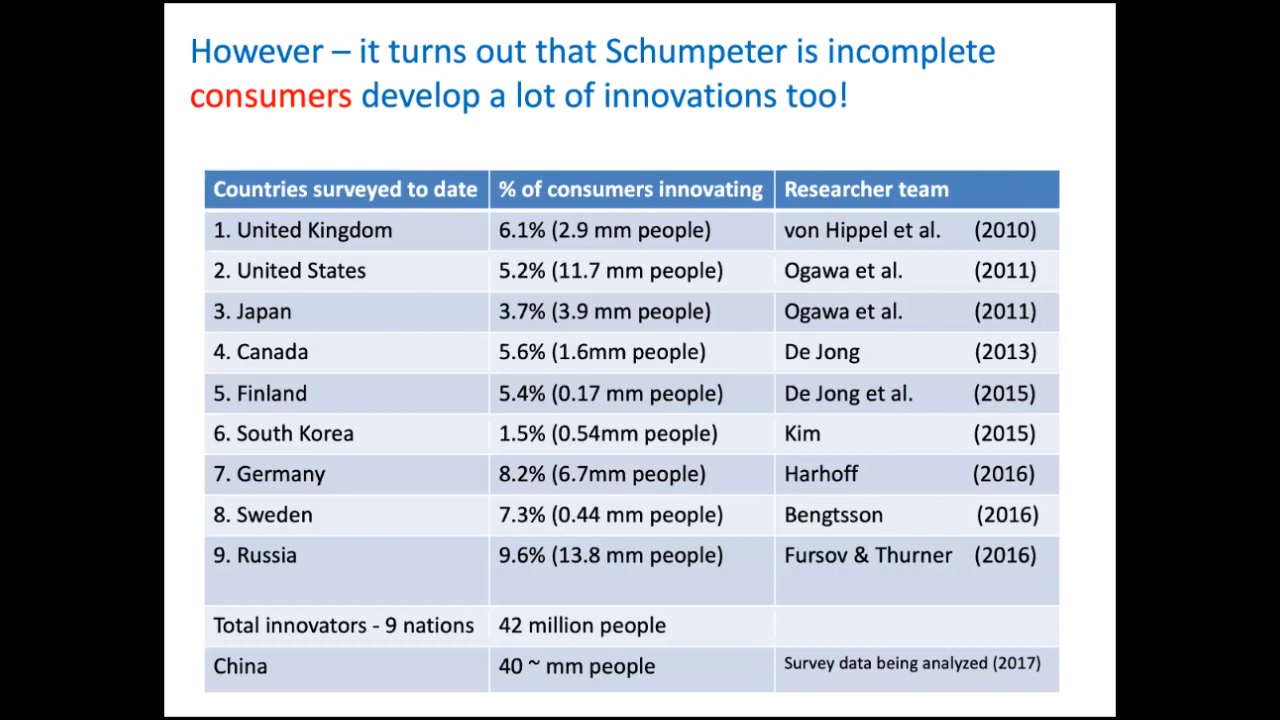 However – it turns out that Schumpeter is incomplete
consumers develop a lot of innovations too!
Countries surveyed to date % of consumers innovating Researcher team
1. United Kingdom 6.1% (2.9 mm people) von Hippel et al. (2010)
2. United States 5.2% (11.7 mm people) Ogawa et al. (2011)
3. Japan 3.7% (3.9 mm people) Ogawa et al. (2011)
4. Canada 5.6% (1.6mm people) De Jong (2013)
5. Finland 5.4% (0.17 mm people) De Jong et al. (2015)
6. South Korea 1.5% (0.54mm people) Kim (2015)
7. Germany 8.2% (6.7mm people) Harhoff (2016)
8. Sweden 7.3% (0.44 mm people) Bengtsson (2016)
9. Russia 9.6% (13.8 mm people) Fursov & Thurner (2016)
Total innovators - 9 nations 42 million people
China 40 ~ mm people Survey data being analyzed (2017)